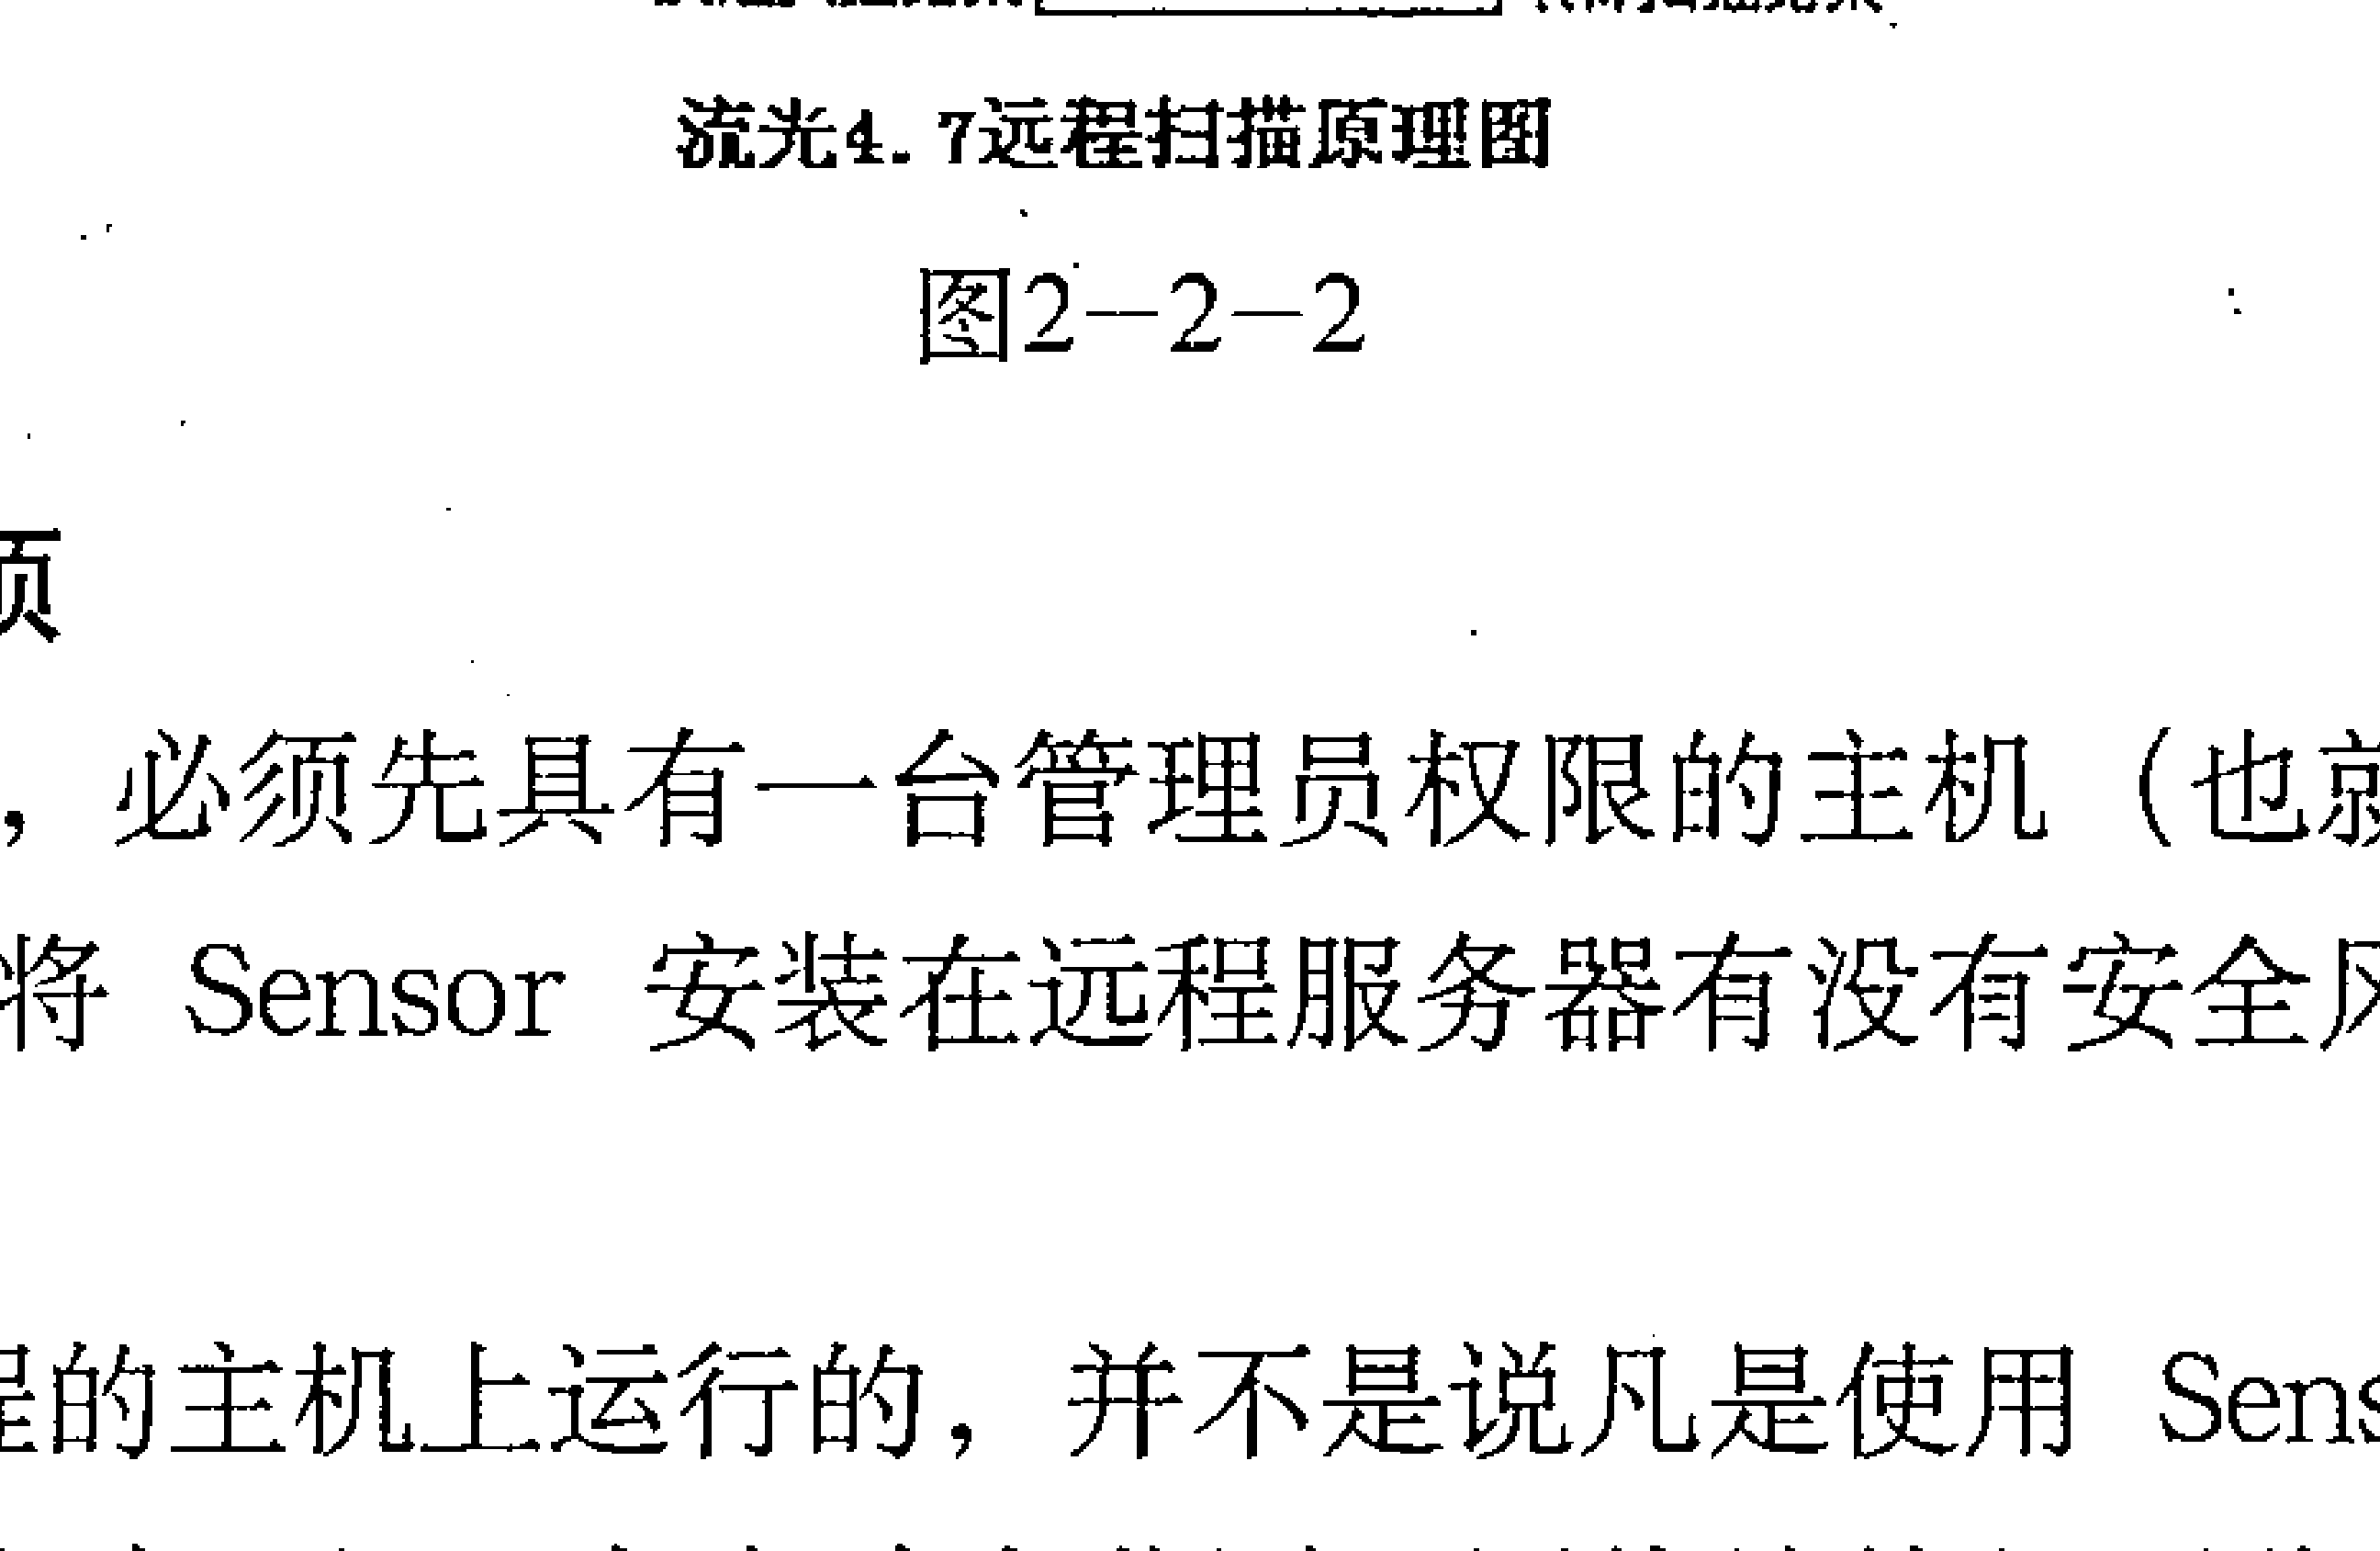 流光4.7远程扫描原理图
图2-2-2
项
，必须先具有一台管理员权限的主机（也就
将 Sensor 安装在远程服务器有没有安全风
程的主机上运行的，并不是说凡是使用 Sens